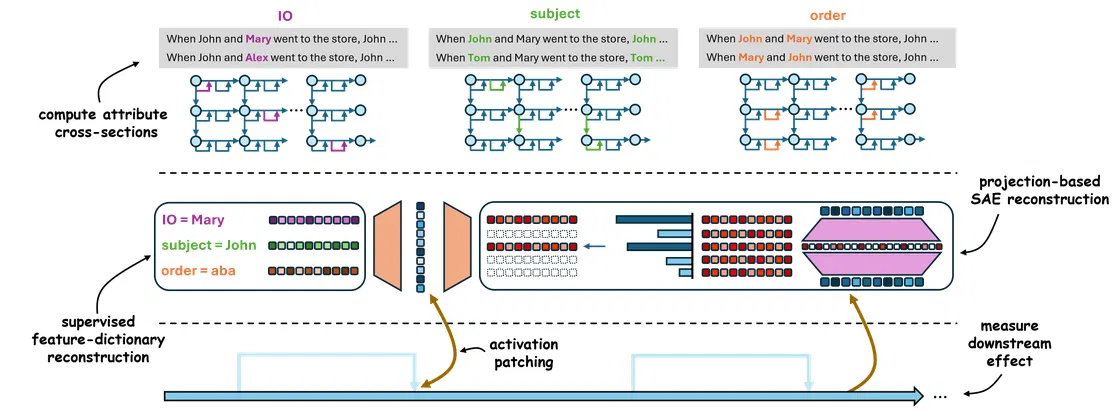 IO
When John and Mary went to the store, John ...
When John and Alex went to the store, John ...
subject
When John and Mary went to the store, John ...
When Tom and Mary went to the store, Tom ...
order
When John and Mary went to the store, John ...
When Mary and John went to the store, John ...
compute attribute
cross-sections
...
...
...
projection-based
SAE reconstruction
IO = Mary
subject = John
order = aba
supervised
feature-dictionary
reconstruction
activation
patching
measure
downstream
effect
...